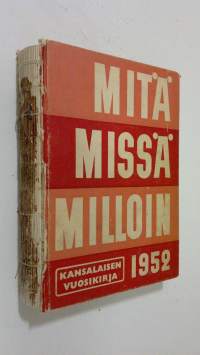 MITÄ
MISSÄ
MILLOIN
KANSALAISEN
VUOSIKIRJA
1952